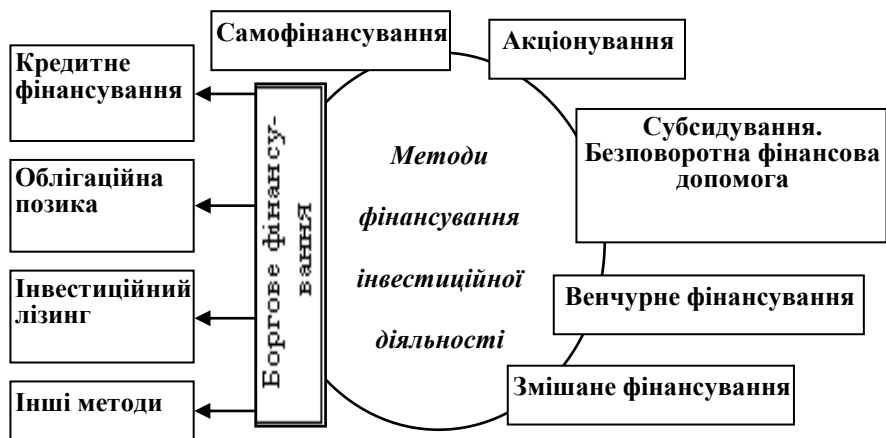 Самофінансування
Акціонування
Кредитне
фінансування
Субсидування.
Безповоротна фінансова
допомога
Облігаційна
позика
Інвестиційний
лізинг
Інші методи
Боргове фінансу-
вання
Методи
фінансування
інвестиційної
діяльності
Венчурне фінансування
Змішане фінансування